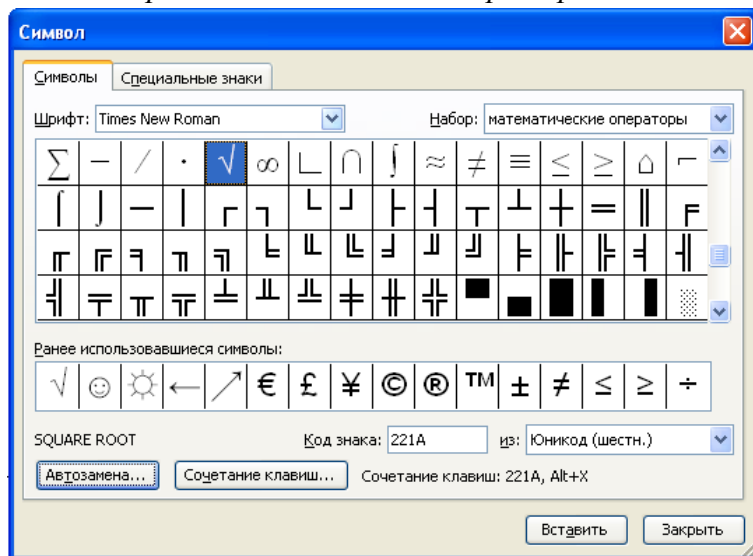 Символ
Символы Специальные знаки
Шрифт: Times New Roman Набор: математические операторы
∑ − ∕ ∙ √ ∞ ∟ ∩ ∫ ≈ ≠ ≡ ≤ ≥ ⌂ ⌐
⌠ ⌡ ─ │ ┌ ┐ └ ┘ ├ ┤ ┬ ┴ ┼ ═ ║ ╒
╓ ╔ ╕ ╖ ╗ ╘ ╙ ╚ ╛ ╜ ╝ ╞ ╟ ╠ ╡ ╢
╣ ╤ ╥ ╦ ╧ ╨ ╩ ╪ ╫ ╬ ▀ ▄ █ ▌ ▐ ░
Ранее использовавшиеся символы:
√ ☺ ☼ ← ↗ € £ ¥ © ® ™ ± ≠ ≤ ≥ ÷
SQUARE ROOT Код знака: 221A из: Юникод (шестн.)
Автозамена... Сочетание клавиш... Сочетание клавиш: 221A, Alt+X
Вставить Закрыть